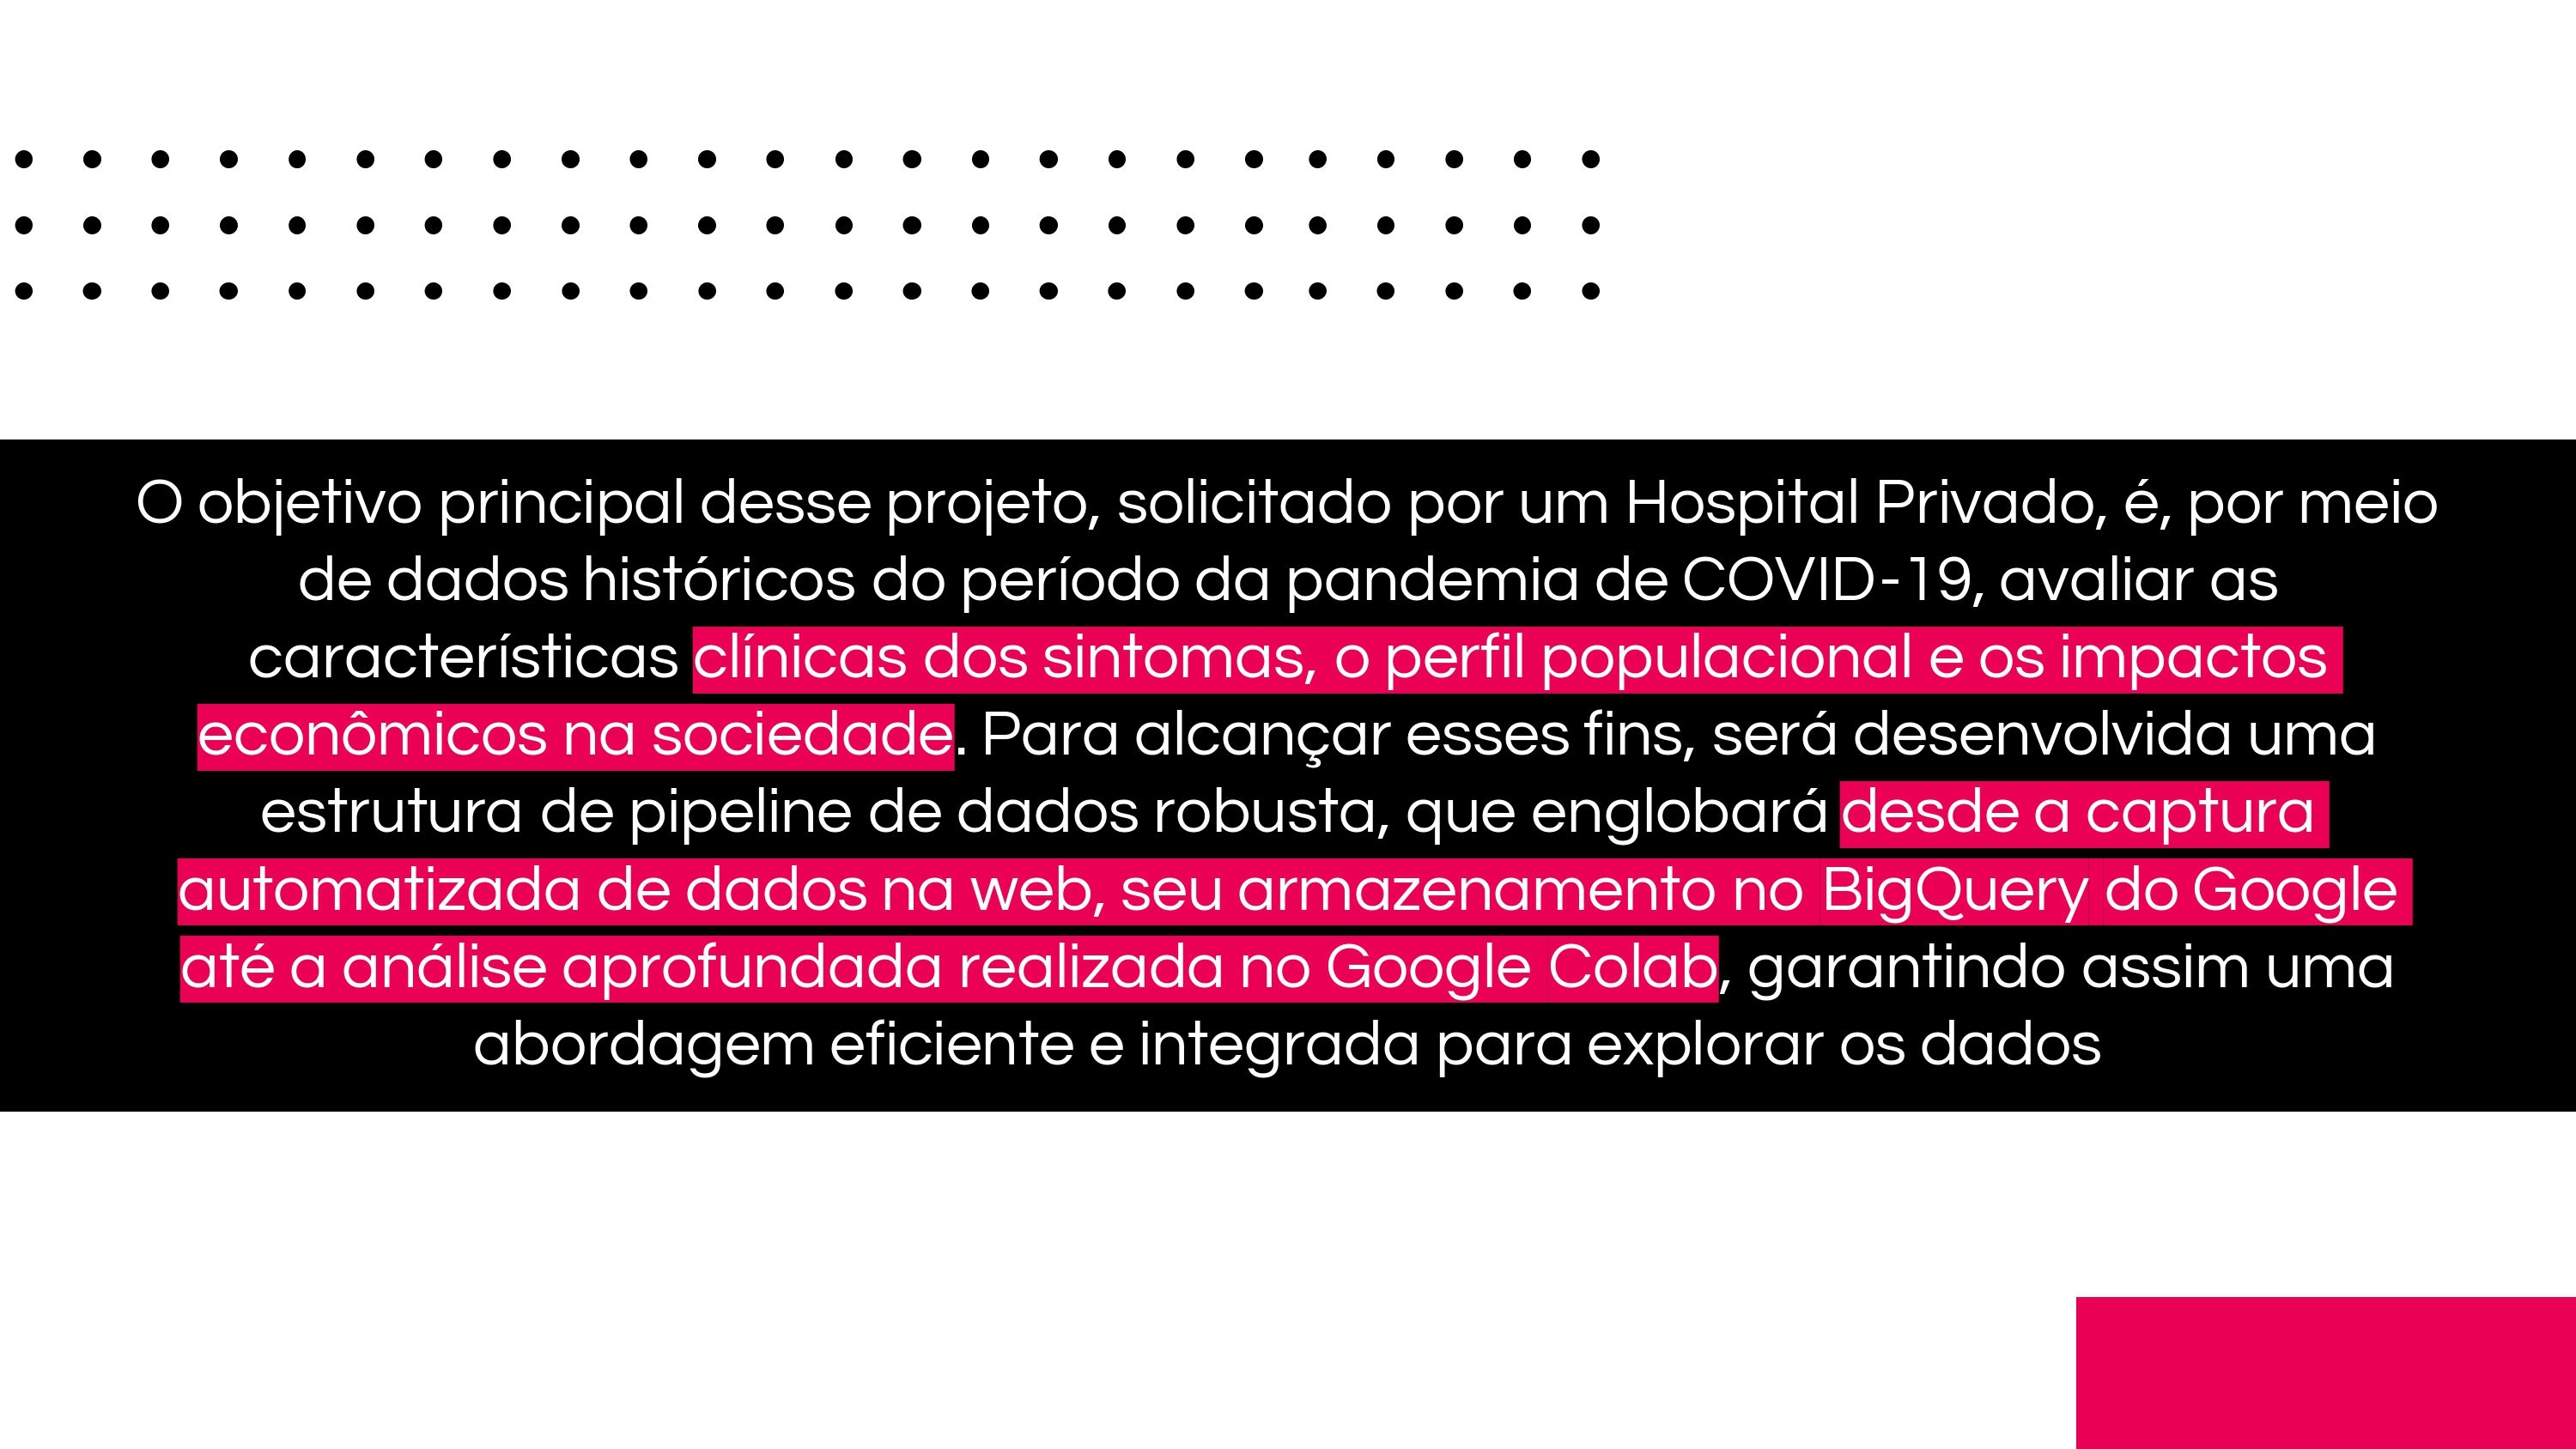 O objetivo principal desse projeto, solicitado por um Hospital Privado, é, por meio
de dados históricos do período da pandemia de COVID-19, avaliar as
características clínicas dos sintomas, o perfil populacional e os impactos
econômicos na sociedade. Para alcançar esses fins, será desenvolvida uma
estrutura de pipeline de dados robusta, que englobará desde a captura
automatizada de dados na web, seu armazenamento no BigQuery do Google
até a análise aprofundada realizada no Google Colab, garantindo assim uma
abordagem eficiente e integrada para explorar os dados